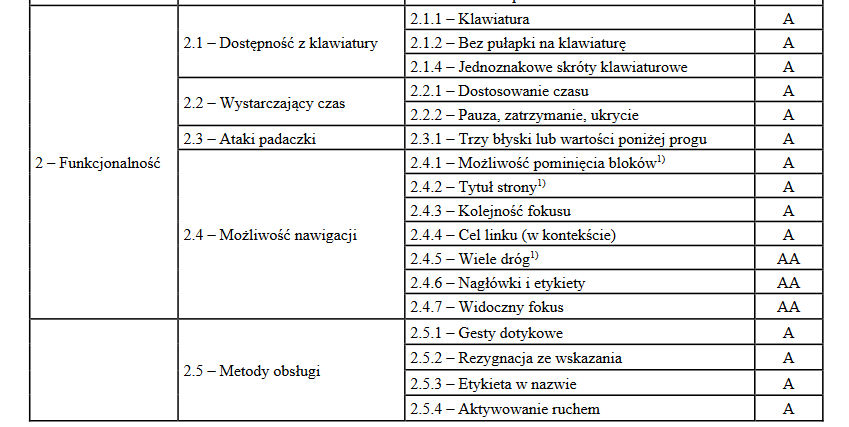 2 – Funkcjonalność
2.1 – Dostępność z klawiatury
2.1.1 – Klawiatura A
2.1.2 – Bez pułapki na klawiaturę A
2.1.4 – Jednoznakowe skróty klawiaturowe A
2.2 – Wystarczający czas
2.2.1 – Dostosowanie czasu A
2.2.2 – Pauza, zatrzymanie, ukrycie A
2.3 – Ataki padaczki
2.3.1 – Trzy błyski lub wartości poniżej progu A
2.4 – Możliwość nawigacji
2.4.1 – Możliwość pominięcia bloków¹⁾ A
2.4.2 – Tytuł strony¹⁾ A
2.4.3 – Kolejność fokusu A
2.4.4 – Cel linku (w kontekście) A
2.4.5 – Wiele dróg¹⁾ AA
2.4.6 – Nagłówki i etykiety AA
2.4.7 – Widoczny fokus AA
2.5 – Metody obsługi
2.5.1 – Gesty dotykowe A
2.5.2 – Rezygnacja ze wskazania A
2.5.3 – Etykieta w nazwie A
2.5.4 – Aktywowanie ruchem A